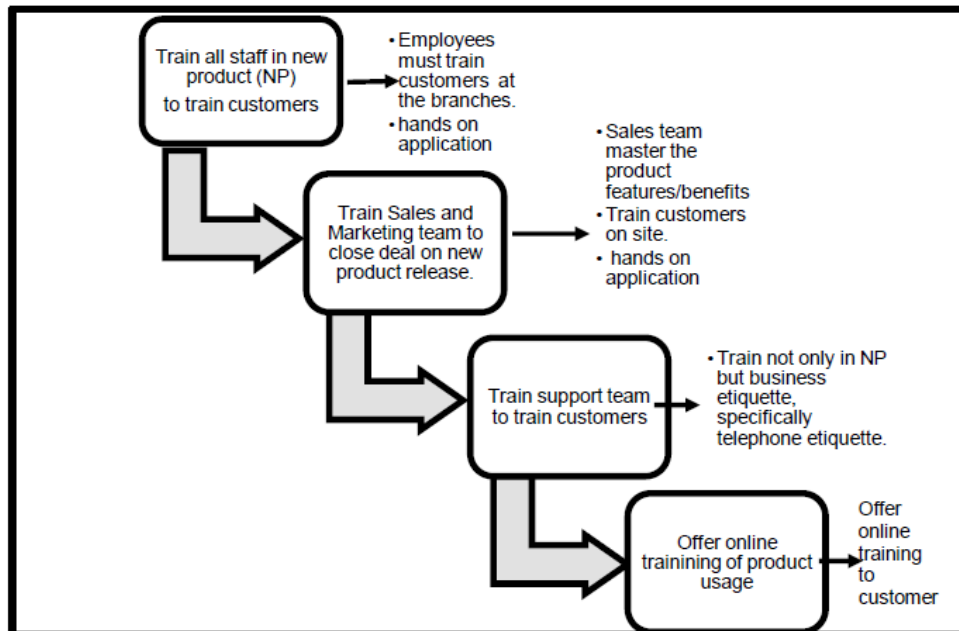 Train all staff in new
product (NP)
to train customers
• Employees
must train
customers at
the branches.
• hands on
application
Train Sales and
Marketing team to
close deal on new
product release.
• Sales team
master the
product
features/benefits
• Train customers
on site.
• hands on
application
Train support team
to train customers
• Train not only in NP
but business
etiquette,
specifically
telephone etiquette.
Offer online
trainining of product
usage
Offer
online
training
to
customer